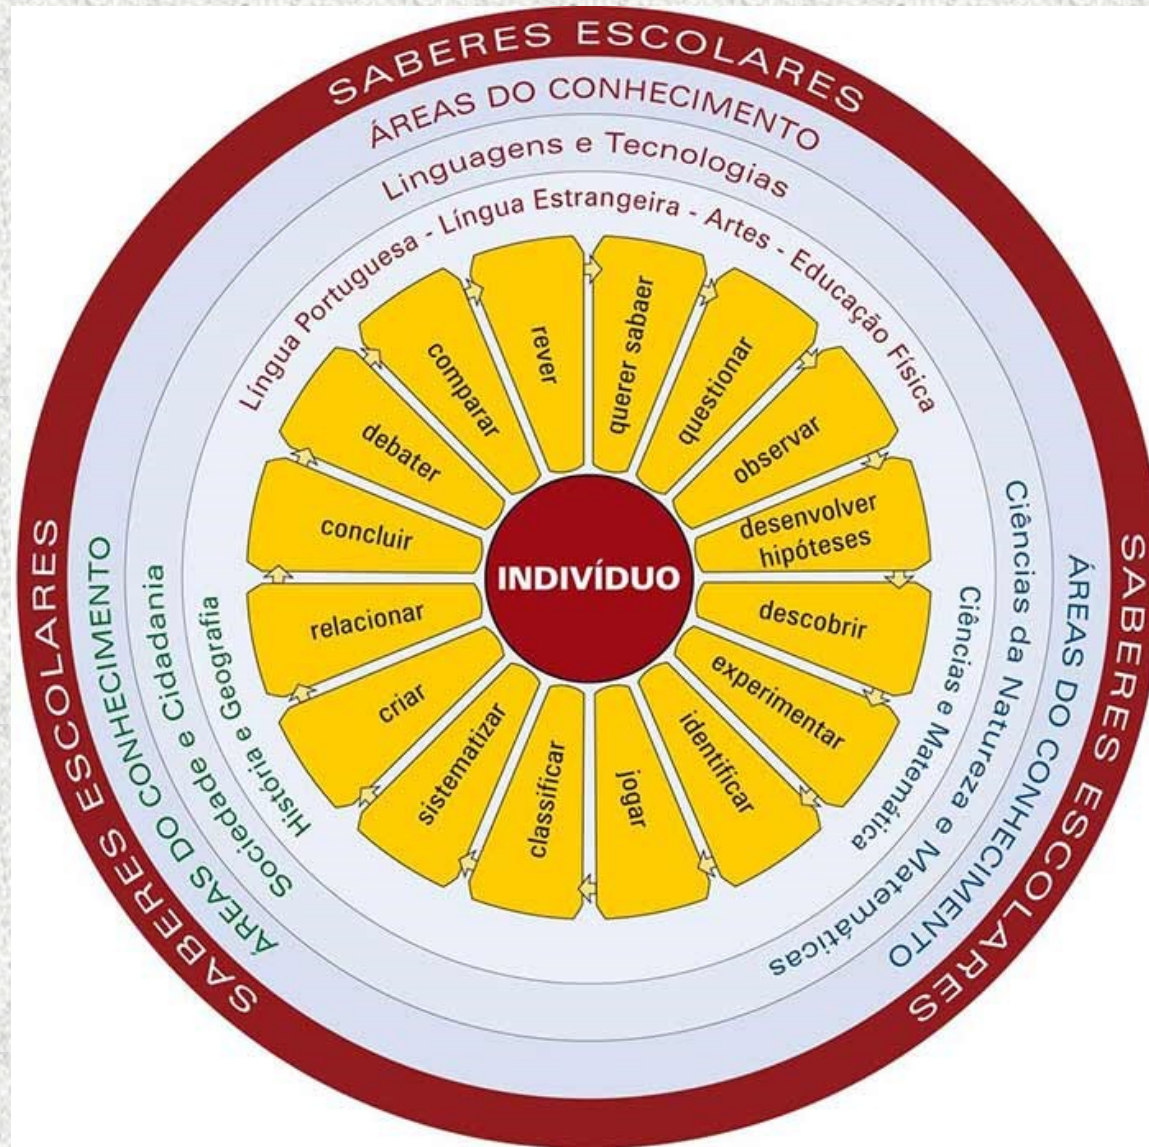 SABERES ESCOLARES
ÁREAS DO CONHECIMENTO
Linguagens e Tecnologias
Língua Portuguesa - Língua Estrangeira - Artes - Educação Física
SABERES ESCOLARES
ÁREAS DO CONHECIMENTO
Ciências da Natureza e Matemáticas
Ciências e Matemática
SABERES ESCOLARES
ÁREAS DO CONHECIMENTO
Sociedade e Cidadania
História e Geografia
querer sabaer
questionar
observar
desenvolver
hipóteses
descobrir
experimentar
identificar
jogar
classificar
sistematizar
criar
relacionar
concluir
debater
comparar
rever
INDIVÍDUO